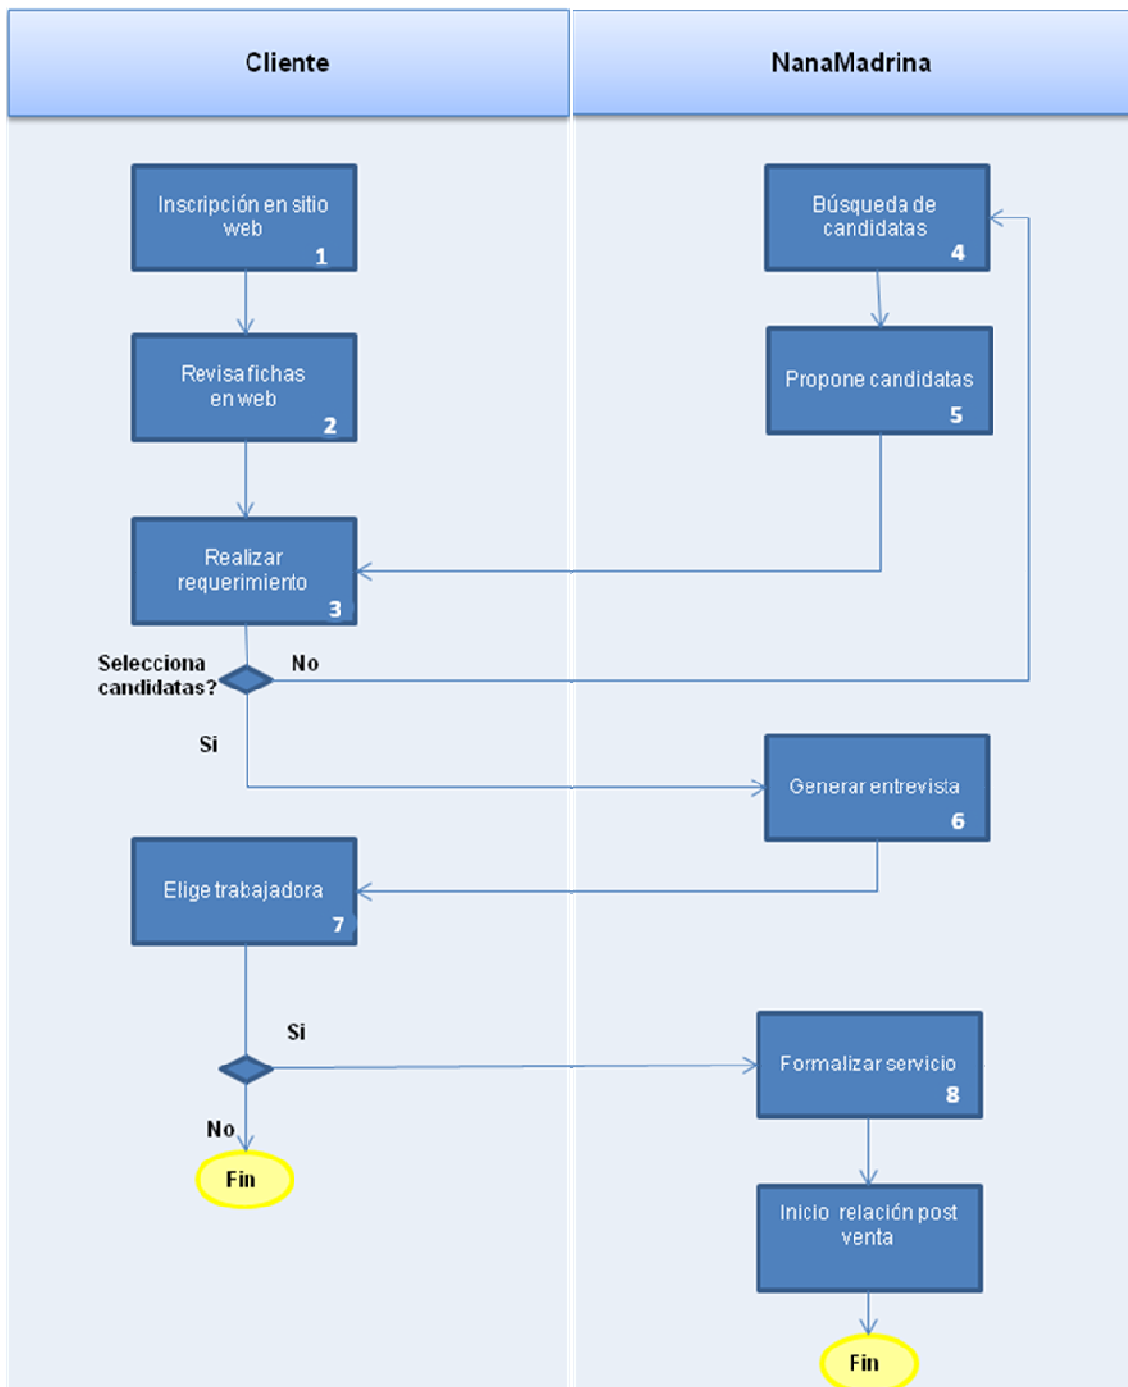 Cliente
NanaMadrina
Inscripción en sitio
web
1
Búsqueda de
candidatas
4
Revisa fichas
en web
2
Propone candidatas
5
Realizar
requerimiento
3
Selecciona
candidatas?
No
Si
Generar entrevista
6
Elige trabajadora
7
Si
Formalizar servicio
8
No
Fin
Inicio relación post
venta
Fin